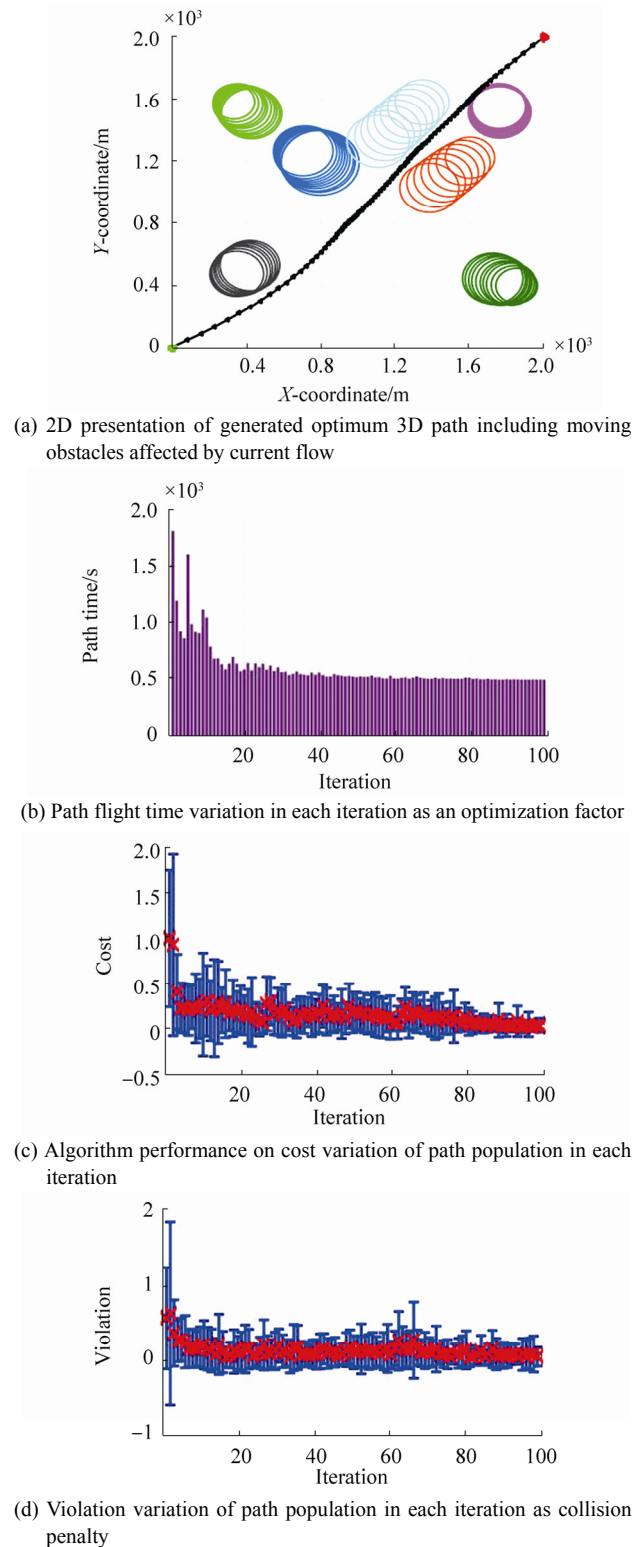 ×10³
2.0
1.6
1.2
0.8
0.4
0
Y-coordinate/m
0.4 0.8 1.2 1.6 2.0
×10³
X-coordinate/m
(a) 2D presentation of generated optimum 3D path including moving
obstacles affected by current flow
×10³
2.0
1.5
1.0
0.5
0
Path time/s
20 40 60 80 100
Iteration
(b) Path flight time variation in each iteration as an optimization factor
2.0
1.5
1.0
0.5
0
−0.5
Cost
20 40 60 80 100
Iteration
(c) Algorithm performance on cost variation of path population in each
iteration
2
1
0
−1
Violation
20 40 60 80 100
Iteration
(d) Violation variation of path population in each iteration as collision
penalty